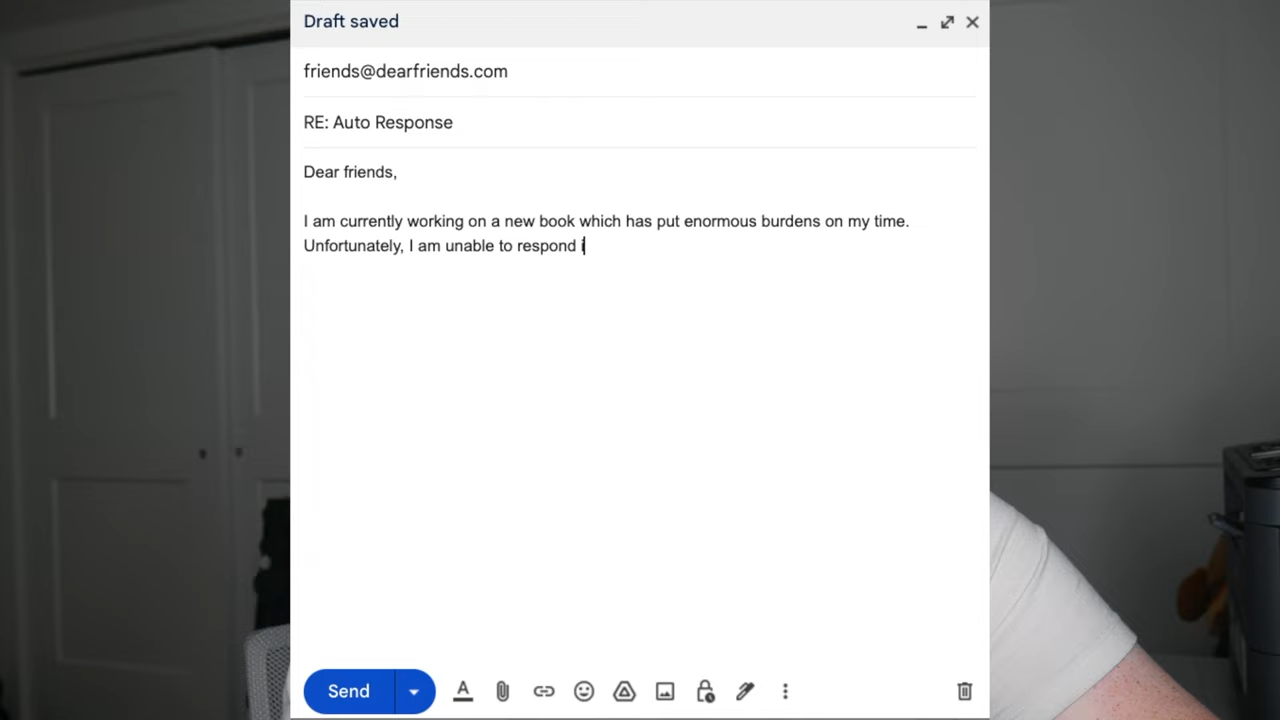 Draft saved
friends@dearfriends.com
RE: Auto Response
Dear friends,
I am currently working on a new book which has put enormous burdens on my time.
Unfortunately, I am unable to respond i
Send